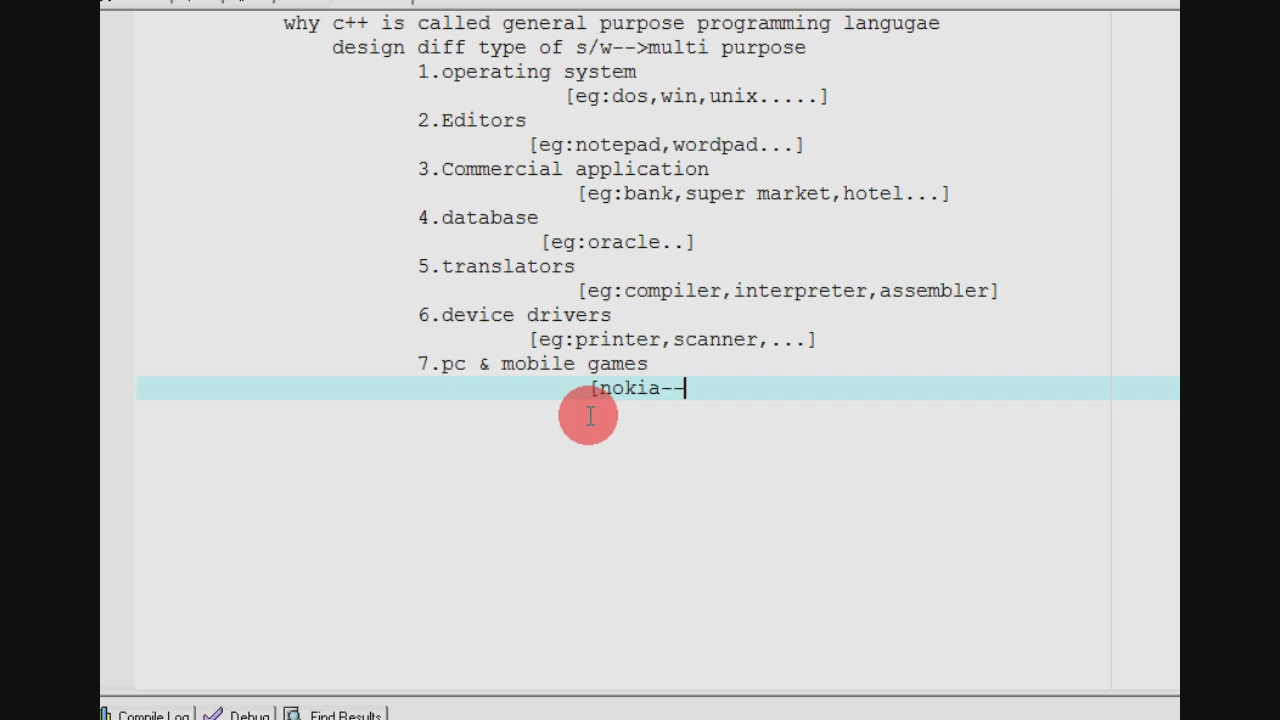 why c++ is called general purpose programming langugae
design diff type of s/w-->multi purpose
1.operating system
[eg:dos,win,unix.....]
2.Editors
[eg:notepad,wordpad...]
3.Commercial application
[eg:bank,super market,hotel...]
4.database
[eg:oracle..]
5.translators
[eg:compiler,interpreter,assembler]
6.device drivers
[eg:printer,scanner,...]
7.pc & mobile games
[nokia--
Compile Log Debug Find Results